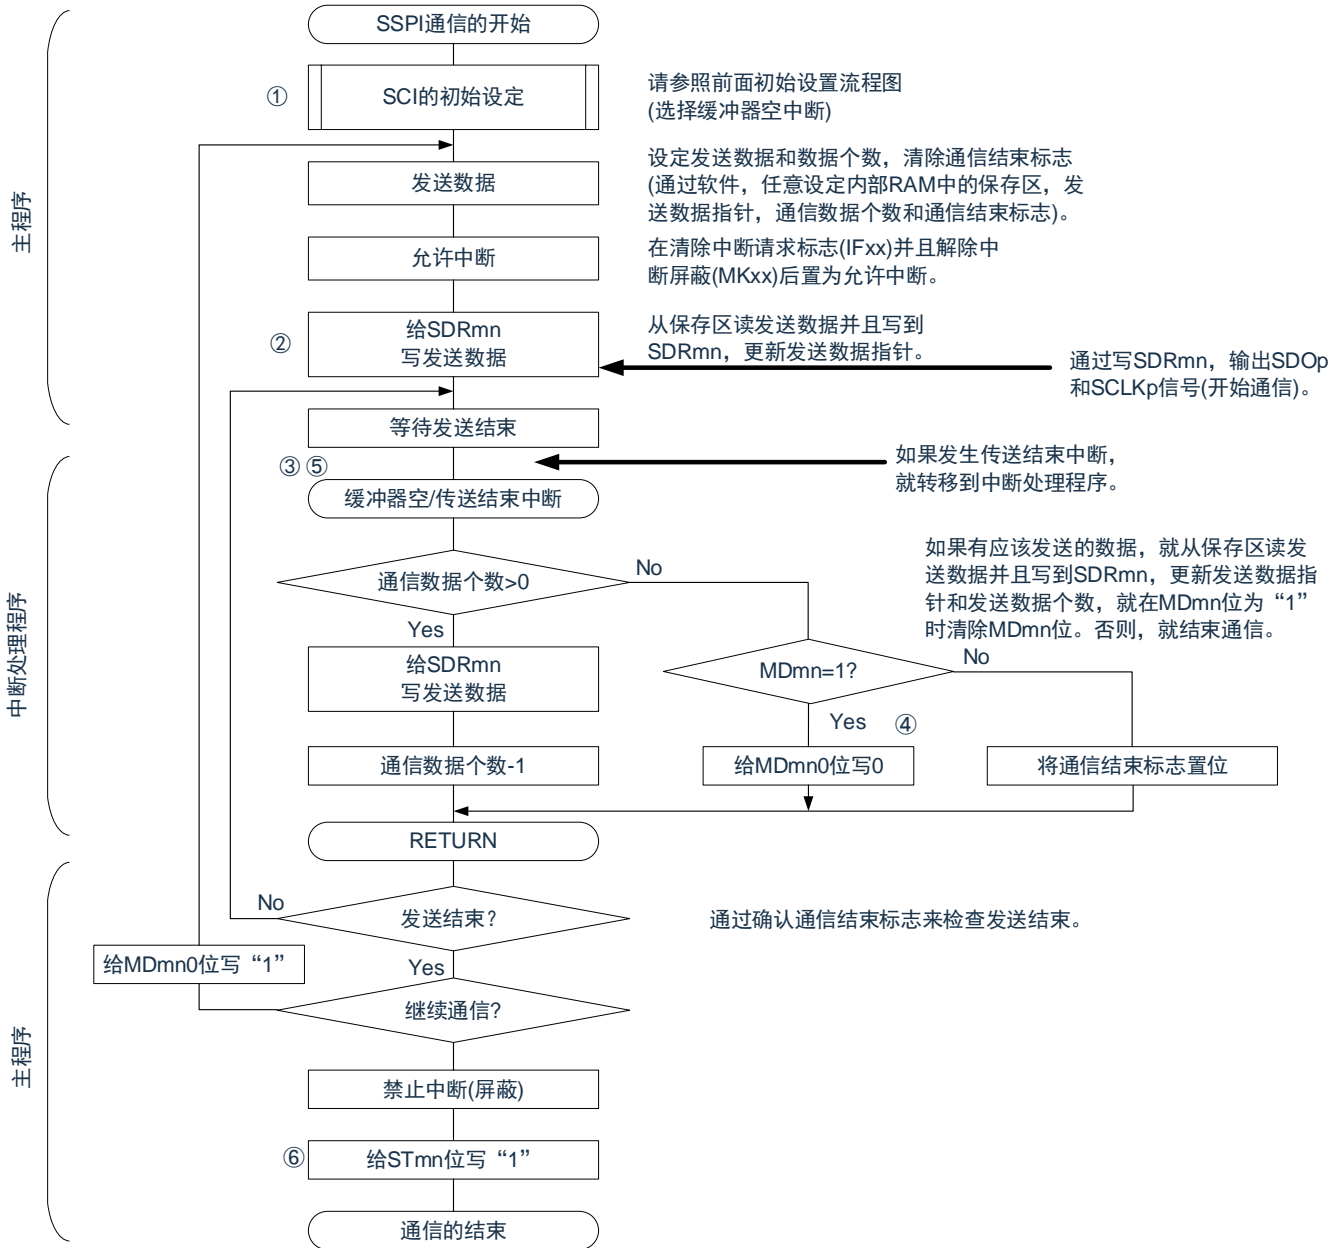 SSPI通信的开始
主程序
①
SCI的初始设定
请参照前面初始设置流程图
(选择缓冲器空中断)
发送数据
设定发送数据和数据个数，清除通信结束标志
(通过软件，任意设定内部RAM中的保存区，发
送数据指针，通信数据个数和通信结束标志)。
允许中断
在清除中断请求标志(IFxx)并且解除中
断屏蔽(MKxx)后置为允许中断。
②
给SDRmn
写发送数据
从保存区读发送数据并且写到
SDRmn，更新发送数据指针。
通过写SDRmn，输出SDOp
和SCLKp信号(开始通信)。
等待发送结束
③⑤
如果发生传送结束中断，
就转移到中断处理程序。
中断处理程序
缓冲器空/传送结束中断
通信数据个数>0
No
Yes
如果有应该发送的数据，就从保存区读发
送数据并且写到SDRmn，更新发送数据指
针和发送数据个数，就在MDmn位为“1”
时清除MDmn位。否则，就结束通信。
给SDRmn
写发送数据
MDmn=1?
No
Yes
④
通信数据个数-1
给MDmn0位写0
将通信结束标志置位
RETURN
主程序
No
发送结束?
通过确认通信结束标志来检查发送结束。
给MDmn0位写“1”
Yes
继续通信?
禁止中断(屏蔽)
⑥
给STmn位写“1”
通信的结束